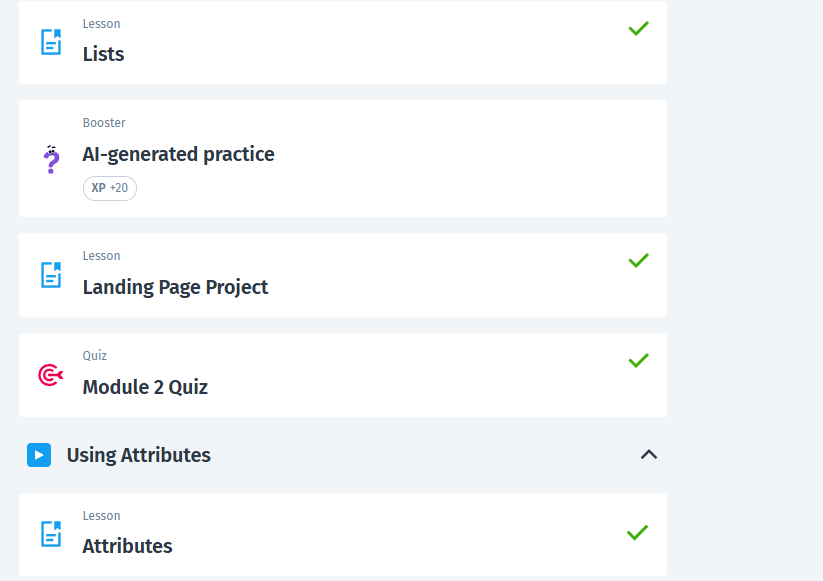 Lesson
Lists
Booster
AI-generated practice
XP +20
Lesson
Landing Page Project
Quiz
Module 2 Quiz
Using Attributes
Lesson
Attributes